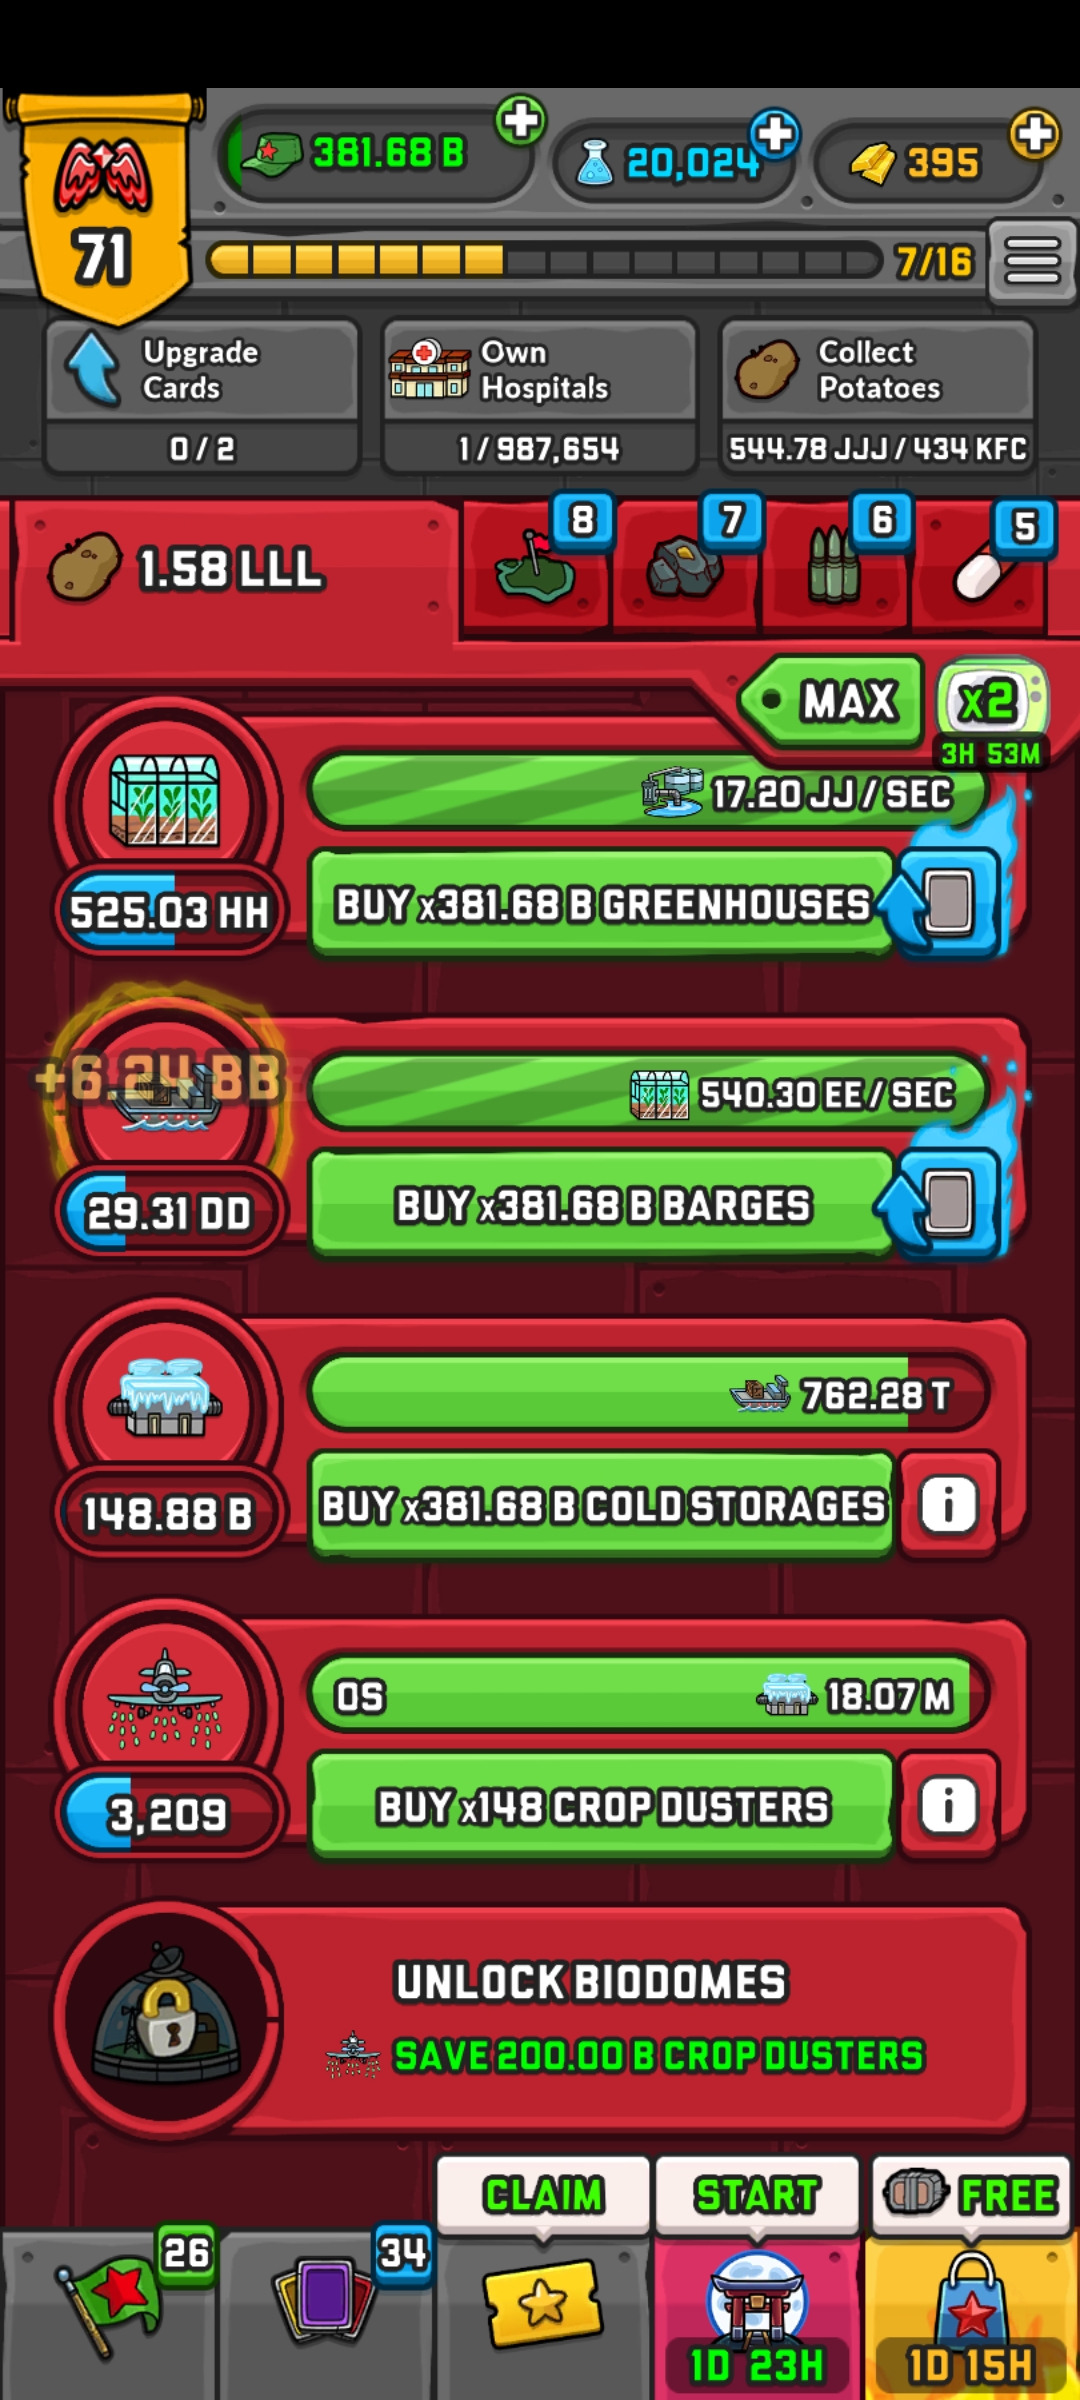 381.68 B
20,024
395
71
7/16
Upgrade
Cards
0 / 2
Own
Hospitals
1 / 987,654
Collect
Potatoes
544.78 JJJ / 434 KFC
1.58 LLL
8
7
6
5
MAX
x2
3H 53M
17.20 JJ / SEC
525.03 HH
BUY x381.68 B GREENHOUSES
+6.24 BB
540.30 EE / SEC
29.31 DD
BUY x381.68 B BARGES
762.28 T
148.88 B
BUY x381.68 B COLD STORAGES
0S
18.07 M
3,209
BUY x148 CROP DUSTERS
UNLOCK BIODOMES
SAVE 200.00 B CROP DUSTERS
CLAIM
START
FREE
26
34
1D 23H
1D 15H